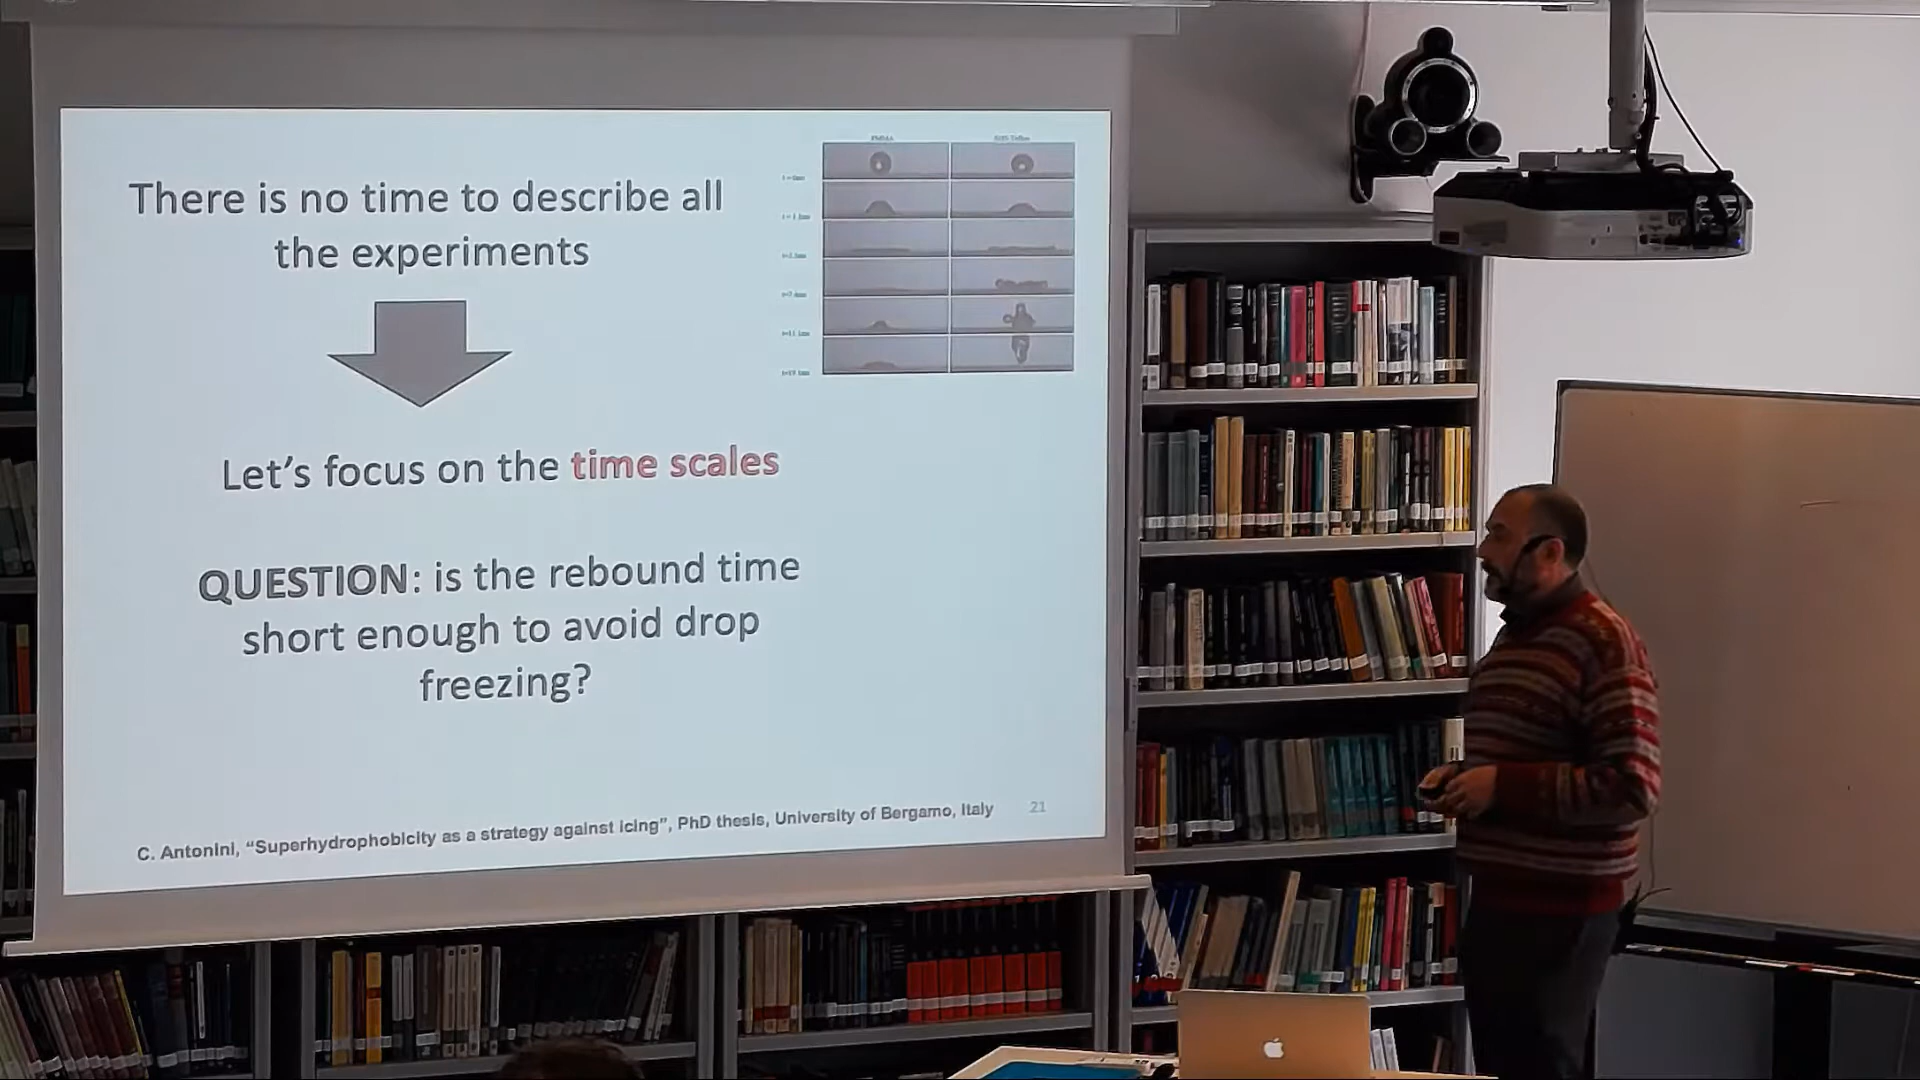 There is no time to describe all
the experiments
Let's focus on the time scales
QUESTION: is the rebound time
short enough to avoid drop
freezing?
C. Antonini, “Superhydrophobicity as a strategy against icing”, PhD thesis, University of Bergamo, Italy
21